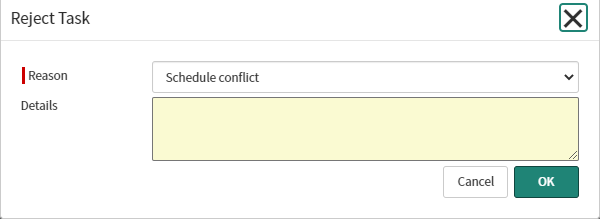 Reject Task
Reason
Schedule conflict
Details
Cancel
OK